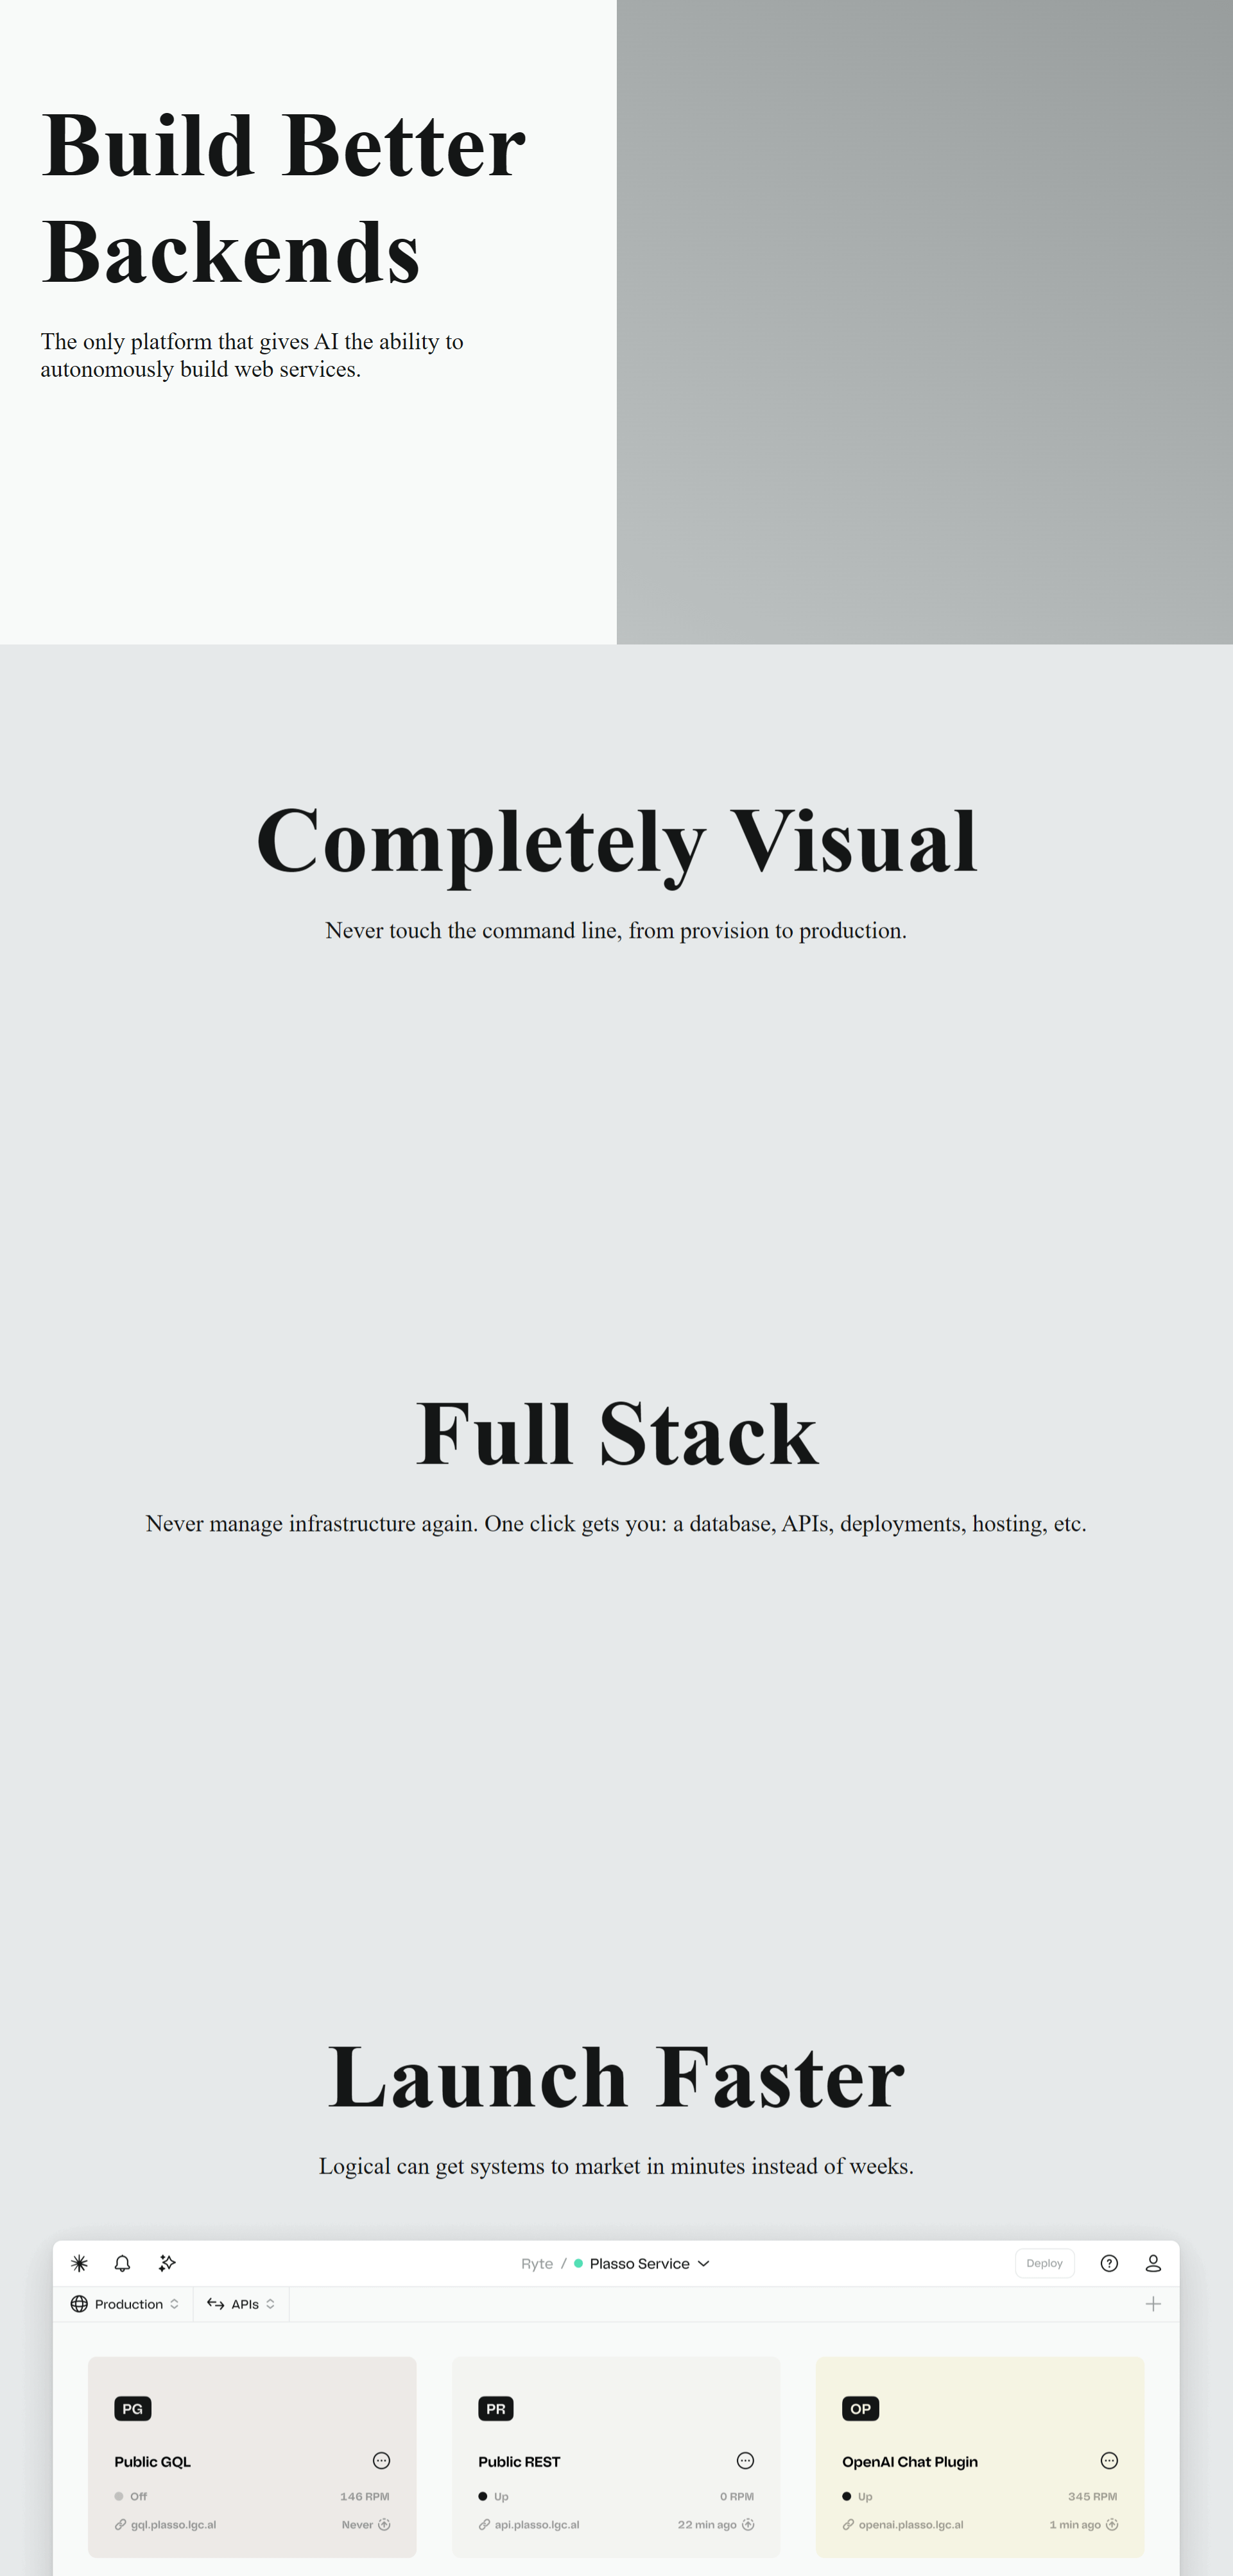 Build Better
Backends
The only platform that gives AI the ability to
autonomously build web services.
Completely Visual
Never touch the command line, from provision to production.
Full Stack
Never manage infrastructure again. One click gets you: a database, APIs, deployments, hosting, etc.
Launch Faster
Logical can get systems to market in minutes instead of weeks.
Ryte / Plasso Service Deploy
Production APIs
PG PR OP
Public GQL Public REST OpenAI Chat Plugin
Off 146 RPM Up 0 RPM Up 345 RPM
gql.plasso.lgc.al Never api.plasso.lgc.al 22 min ago openai.plasso.lgc.al 1 min ago